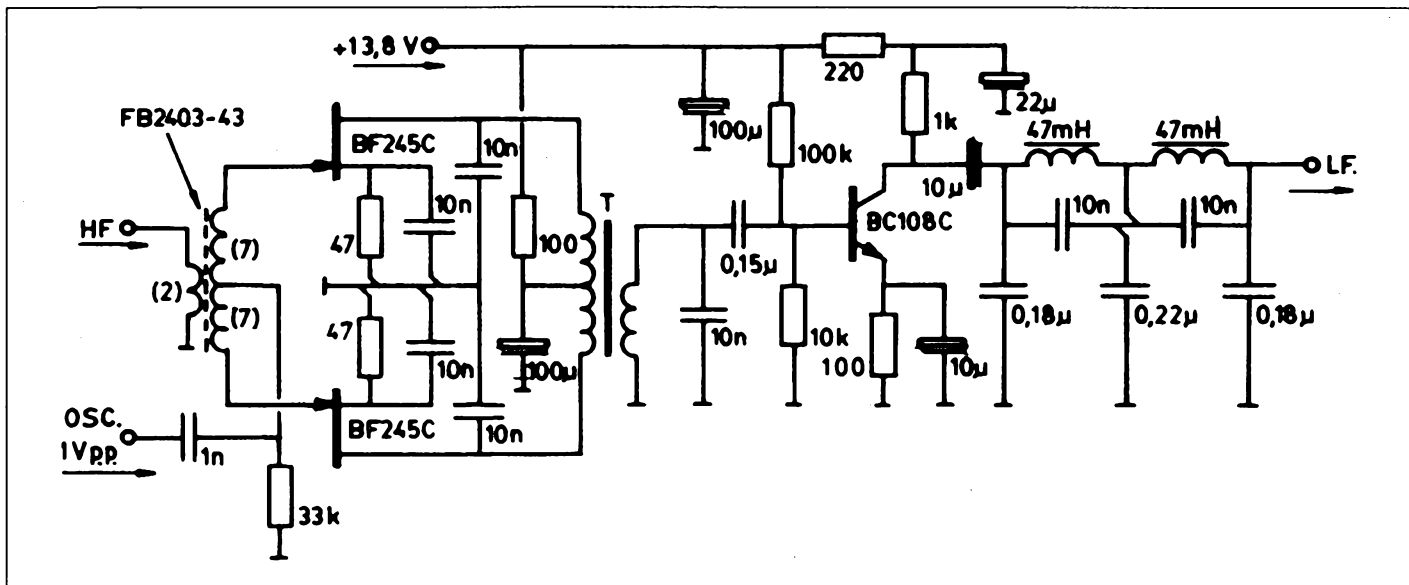 +13,8 V
220
FB2403-43
BF245C
10n
100µ
100k
1k
22µ
47mH
47mH
LF.
T
10µ
10n
10n
10n
HF
(7)
47
100
0,15µ
BC108C
(2)
(7)
47
10n
100µ
10n
10k
100
10µ
0,18µ
0,22µ
0,18µ
OSC.
1Vp.p.
1n
BF245C
10n
33k